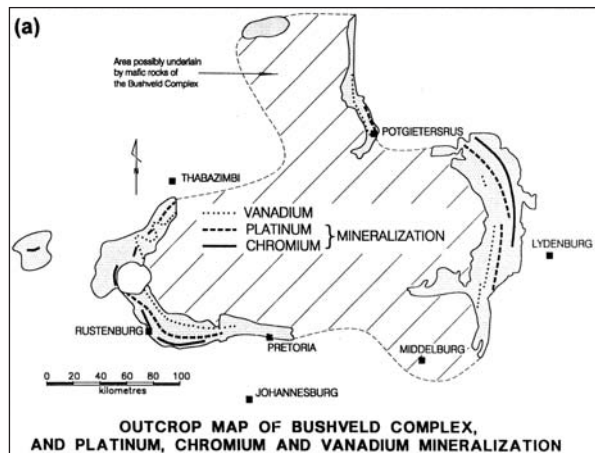 (a)
Area possibly underlain
by mafic rocks of
the Bushveld Complex
POTGIETERSRUS
N
THABAZIMBI
VANADIUM
PLATINUM
CHROMIUM
MINERALIZATION
LYDENBURG
RUSTENBURG
PRETORIA
MIDDELBURG
0 20 40 60 80 100
kilometres
JOHANNESBURG
OUTCROP MAP OF BUSHVELD COMPLEX,
AND PLATINUM, CHROMIUM AND VANADIUM MINERALIZATION